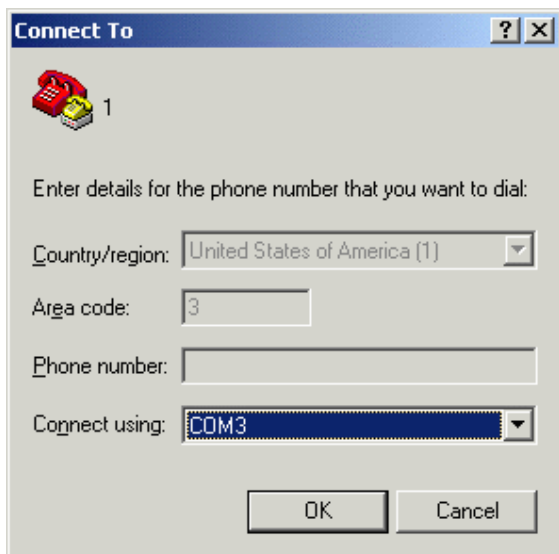 Connect To
1
Enter details for the phone number that you want to dial:
Country/region: United States of America (1)
Area code: 3
Phone number:
Connect using: COM3
OK Cancel